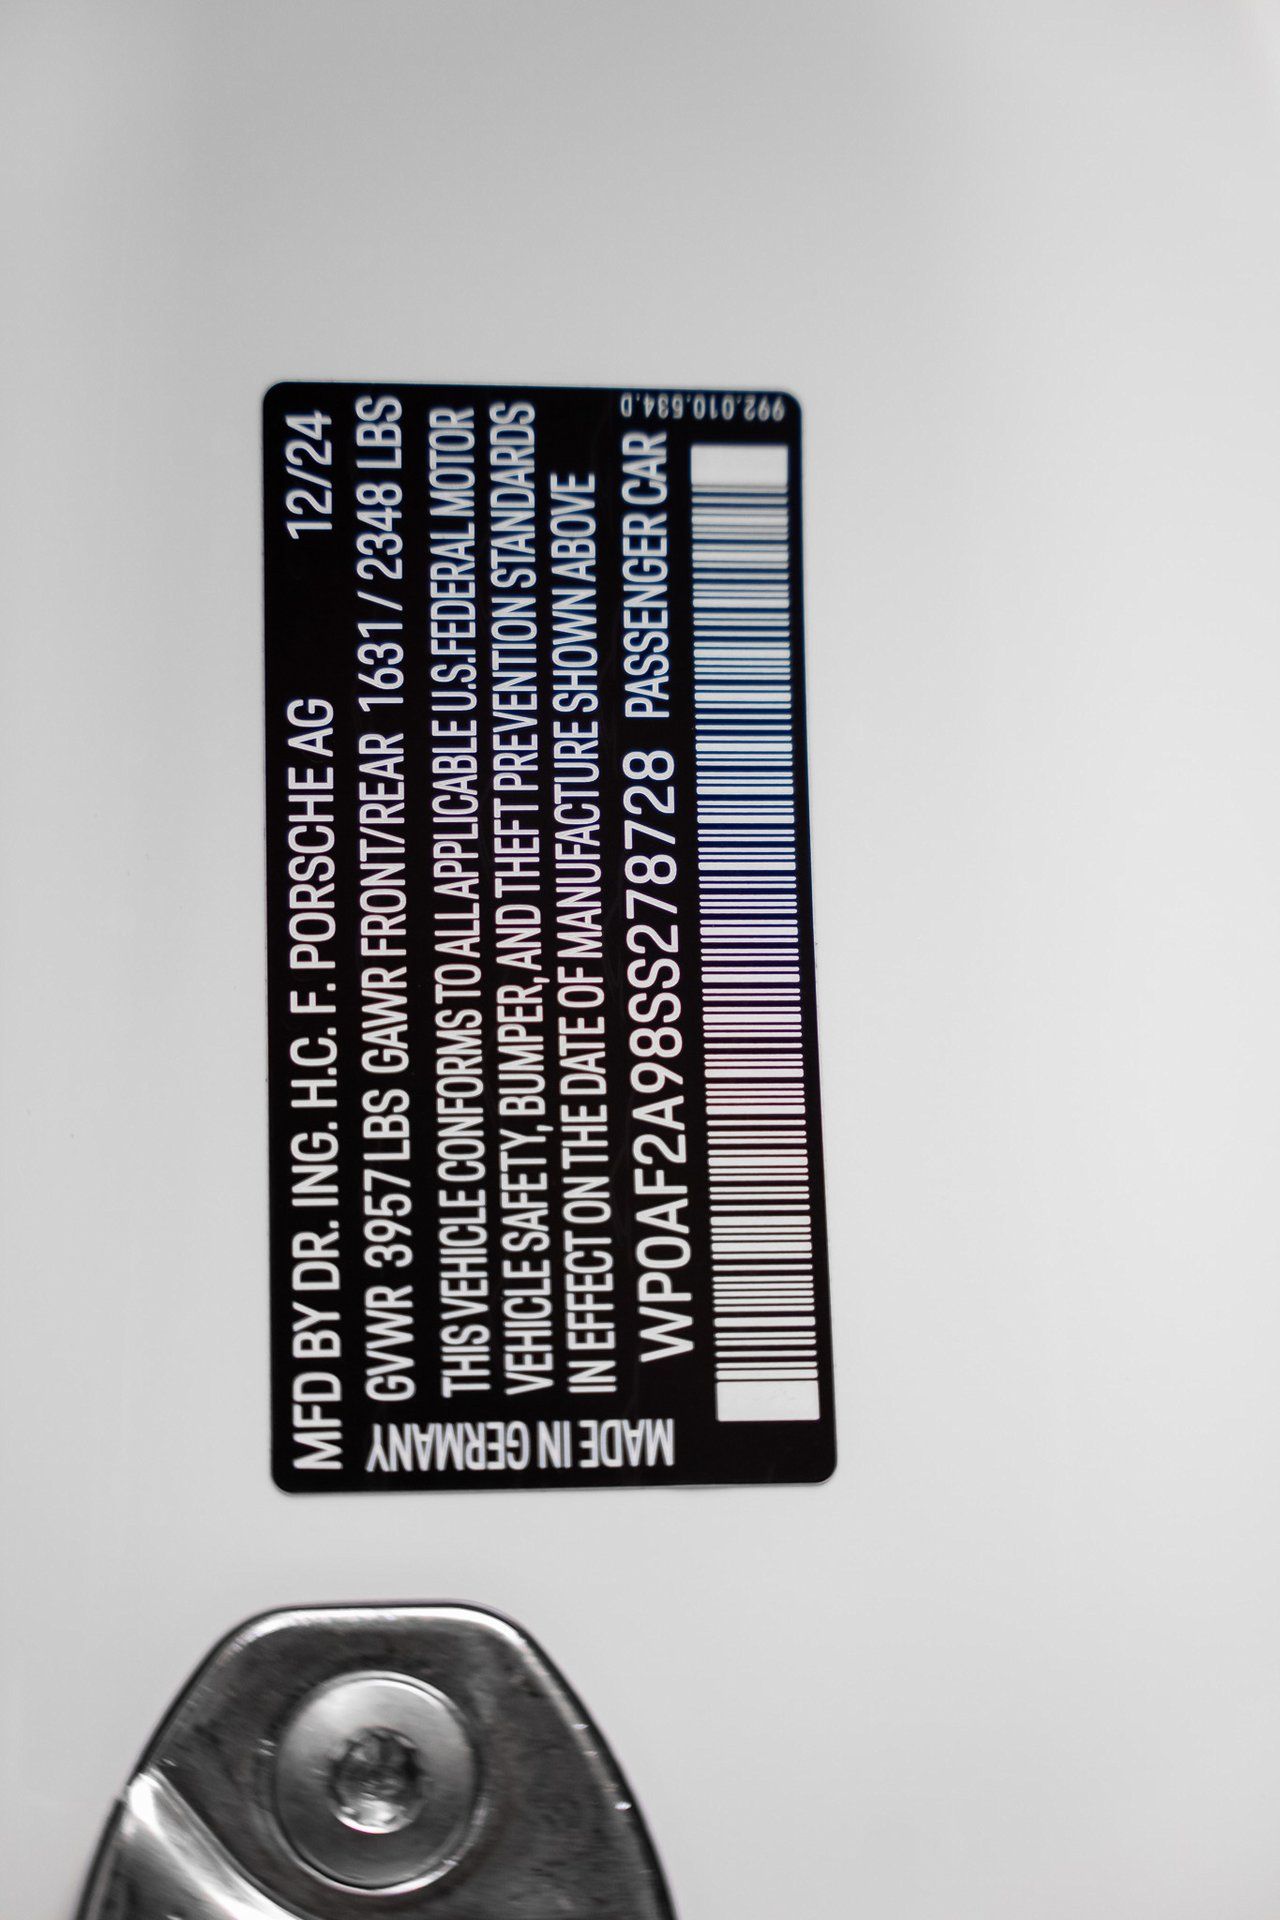 MFD BY DR. ING. H.C. F. PORSCHE AG 12/24
GVWR 3957 LBS GAWR FRONT/REAR 1631 / 2348 LBS
THIS VEHICLE CONFORMS TO ALL APPLICABLE U.S.FEDERAL MOTOR
VEHICLE SAFETY, BUMPER, AND THEFT PREVENTION STANDARDS
IN EFFECT ON THE DATE OF MANUFACTURE SHOWN ABOVE
WP0AF2A98SS278728 PASSENGER CAR
MADE IN GERMANY
992.010.534.D